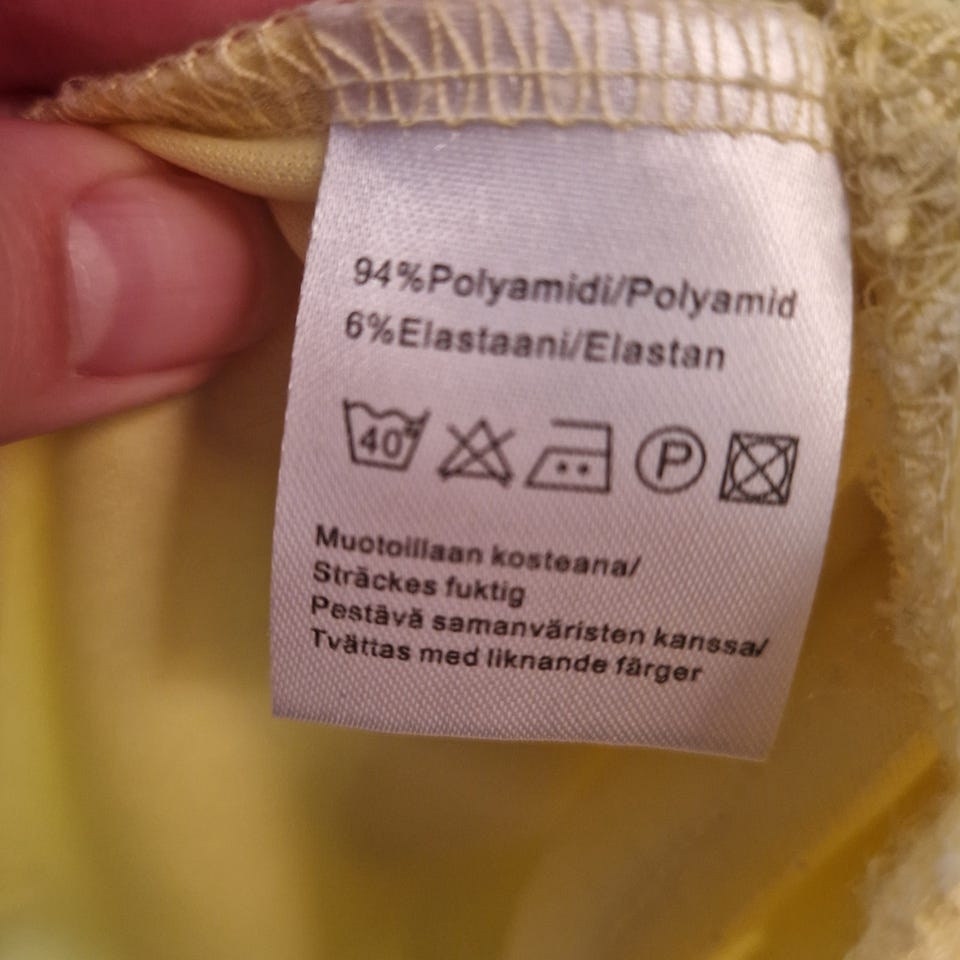 94%Polyamidi/Polyamid
6%Elastaani/Elastan
40° P
Muotoillaan kosteana/
Sträckes fuktig
Pestävä samanväristen kanssa/
Tvättas med liknande färger